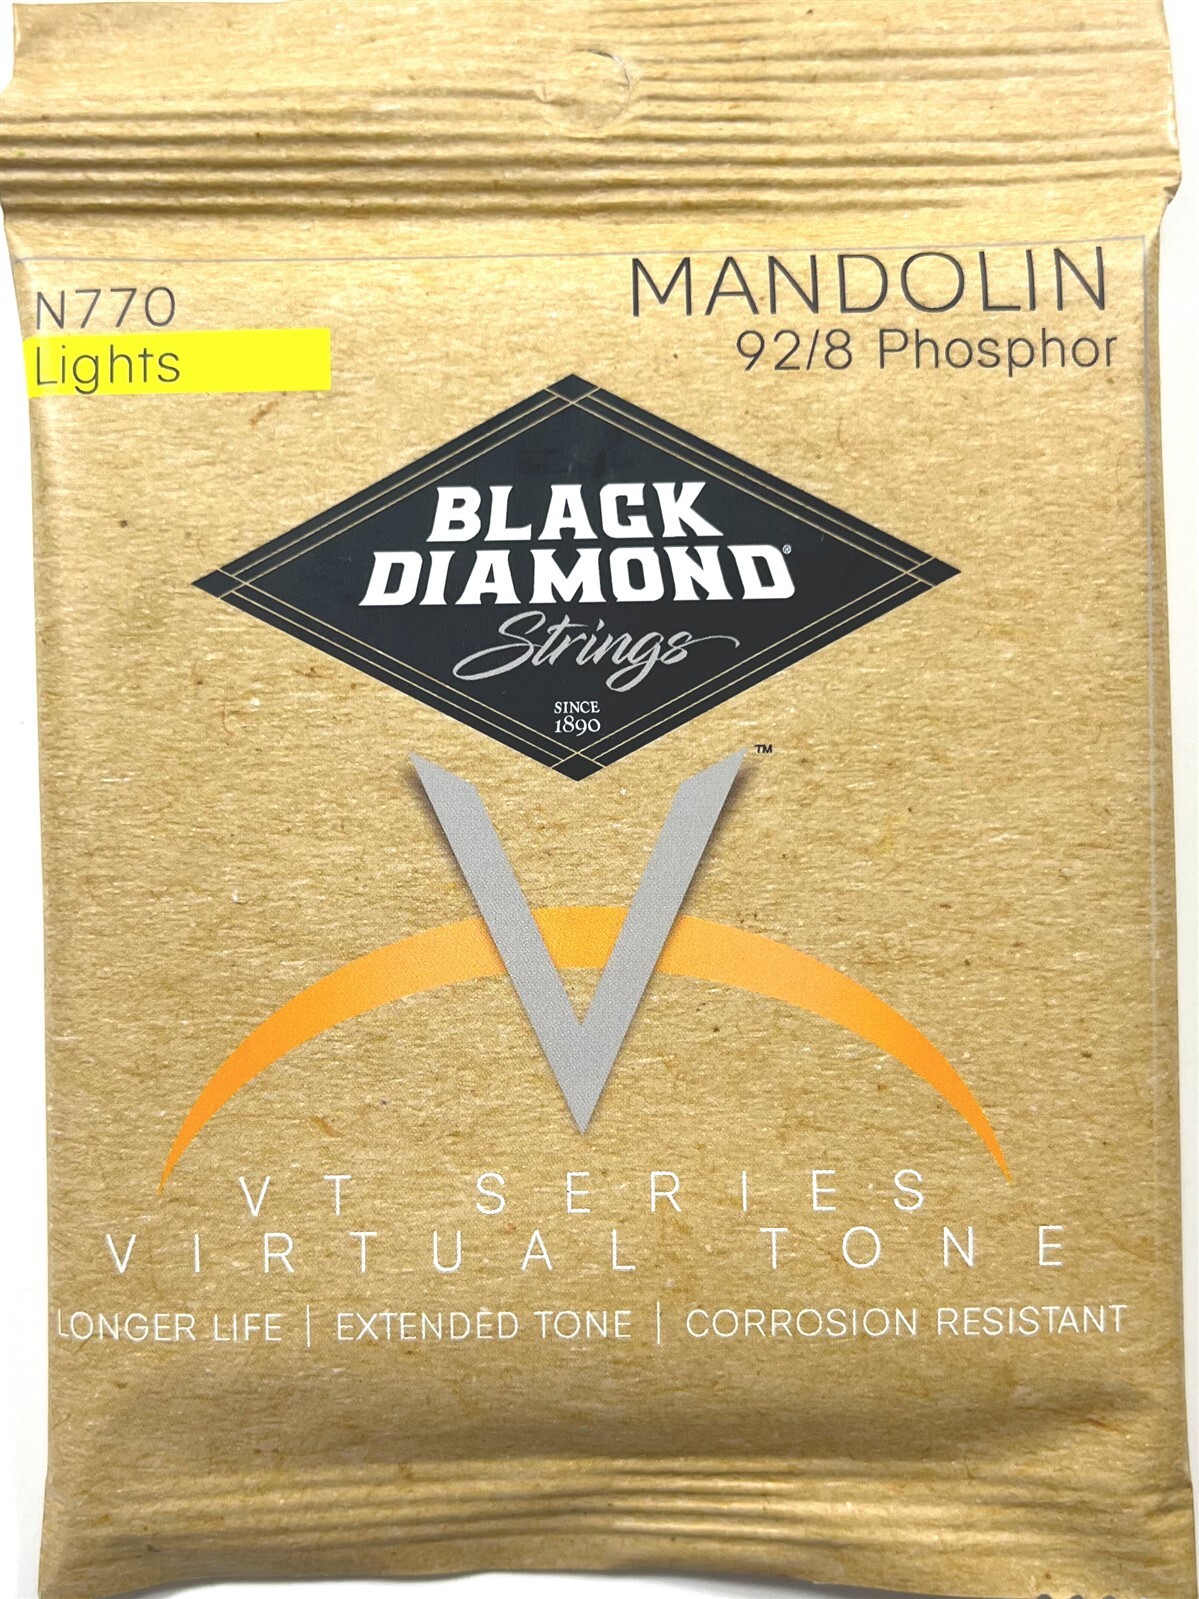 N770
Lights
MANDOLIN
92/8 Phosphor
BLACK
DIAMOND®
Strings
SINCE
1890
V™
VT SERIES
VIRTUAL TONE
LONGER LIFE | EXTENDED TONE | CORROSION RESISTANT